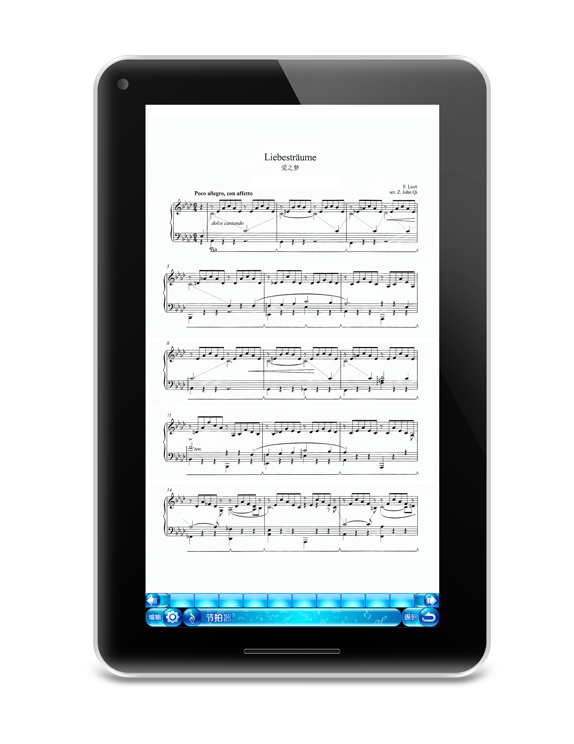 Liebesträume
爱之梦
F. Liszt
arr. Z. John Qi
Poco allegro, con affetto
dolce cantando
5
8
11
ten
14
编辑
节拍器
返回